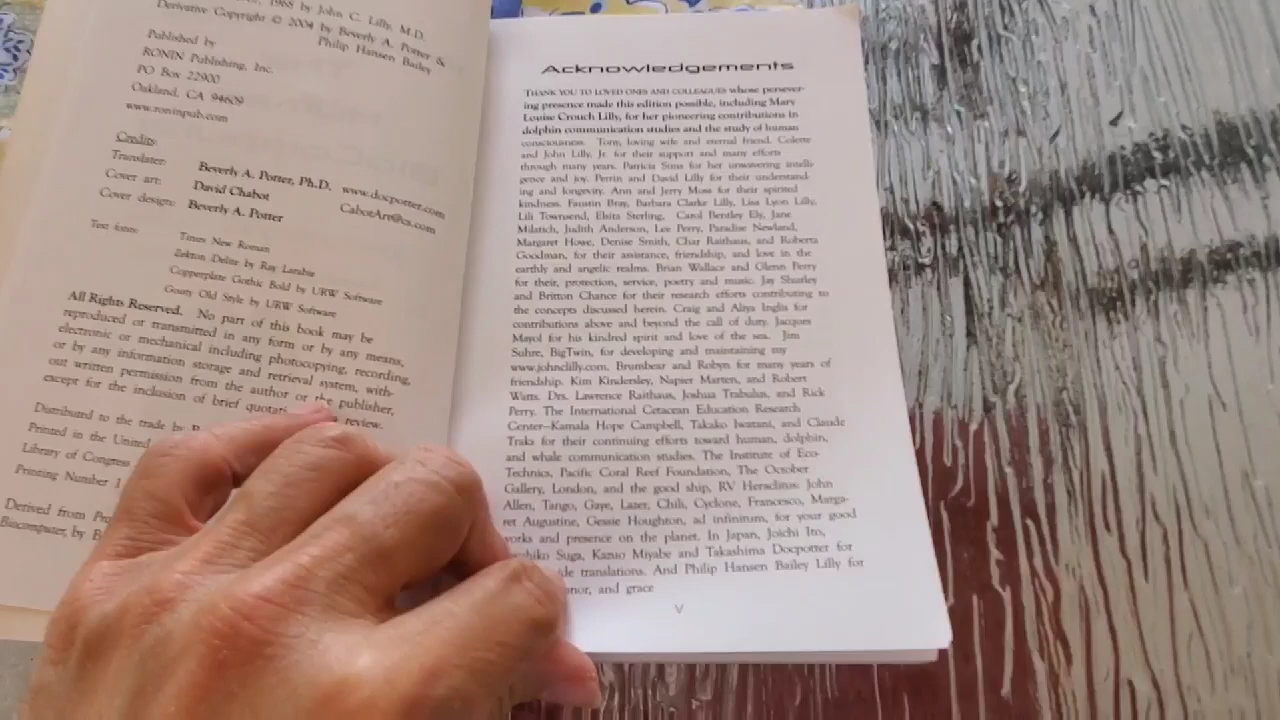 1968 by John C. Lilly, M.D.
Derivative Copyright © 2004 by Beverly A. Potter &
Philip Hansen Bailey
Published by
RONIN Publishing, Inc.
PO Box 22900
Oakland, CA 94609
www.roninpub.com
Credits:
Translater: Beverly A. Potter, Ph.D. www.docpotter.com
Cover art: David Chabot CabotArt@cs.com
Cover design: Beverly A. Potter
Text fonts: Times New Roman
Zekton Delite by Ray Larabie
Copperplate Gothic Bold by URW Software
Gouty Old Style by URW Software
All Rights Reserved. No part of this book may be
reproduced or transmitted in any form or by any means,
electronic or mechanical including photocopying, recording,
or by any information storage and retrieval system, with-
out written permission from the author or the publisher,
except for the inclusion of brief review.
Distributed to the trade by
Printed in the United
Library of Congress
Printing Number 1
Derived from
Biocomputer, by
Acknowledgements
THANK YOU TO LOVED ONES AND COLLEAGUES whose persever-
ing presence made this edition possible, including Mary
Louise Crouch Lilly, for her pioneering contributions in
dolphin communication studies and the study of human
consciousness. Tony, loving wife and eternal friend. Colette
and John Lilly, Jr. for their support and many efforts
through many years. Patricia Sims for her unwavering intelli-
gence and joy. Perrin and David Lilly for their understand-
ing and longevity. Ann and Jerry Moss for their spirited
kindness. Faustin Bray, Barbara Clarke Lilly, Lisa Lyon Lilly,
Lili Townsend, Elsita Sterling, Carol Bentley Ely, Jane
Milstich, Judith Anderson, Lee Perry, Paradise Newland,
Margaret Howe, Denise Smith, Char Raithaus, and Roberta
Goodman, for their assistance, friendship, and love in the
earthly and angelic realms. Brian Wallace and Glenn Perry
for their, protection, service, poetry and music. Jay Shurley
and Britton Chance for their research efforts contributing to
the concepts discussed herein. Craig and Aliya Inglis for
contributions above and beyond the call of duty. Jacques
Mayol for his kindred spirit and love of the sea. Jim
Suhre, BigTwin, for developing and maintaining my
www.johnclilly.com. Brumbear and Robyn for many years of
friendship. Kim Kindersley, Napier Marten, and Robert
Watts. Drs. Lawrence Raithaus, Joshua Trabulus, and Rick
Perry. The International Cetacean Education Research
Center—Kamala Hope Campbell, Takako Iwatani, and Claude
Traks for their continuing efforts toward human, dolphin,
and whale communication studies. The Institute of Eco-
Technics, Pacific Coral Reef Foundation, The October
Gallery, London, and the good ship, RV Heraclitus: John
Allen, Tango, Gaye, Lazer, Chili, Cyclone, Francesco, Marga-
ret Augustine, Gessie Houghton, ad infinitum, for your good
works and presence on the planet. In Japan, Joichi Ito,
Suga, Kazuo Miyabe and Takashima Docpotter for
translations. And Philip Hansen Bailey Lilly for
and grace
V